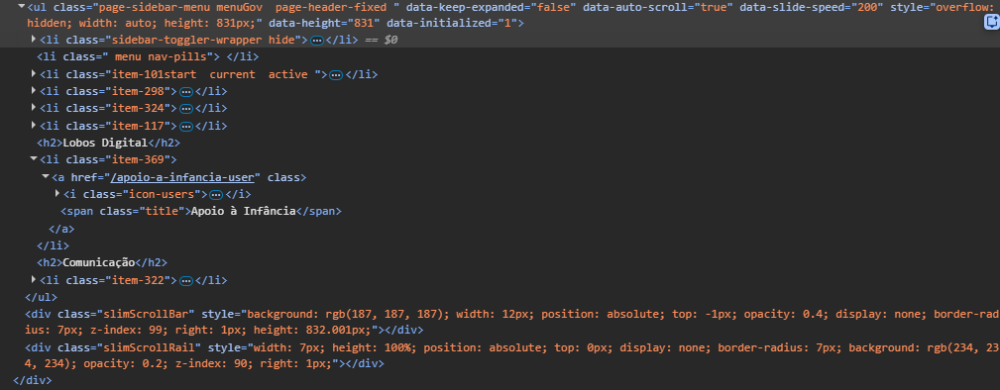 ▼<ul class="page-sidebar-menu menuGov  page-header-fixed " data-keep-expanded="false" data-auto-scroll="true" data-slide-speed="200" style="overflow:
hidden; width: auto; height: 831px;" data-height="831" data-initialized="1">
▶<li class="sidebar-toggler-wrapper hide">…</li> == $0
<li class=" menu nav-pills"> </li>
▶<li class="item-101start  current  active ">…</li>
▶<li class="item-298">…</li>
▶<li class="item-324">…</li>
▶<li class="item-117">…</li>
<h2>Lobos Digital</h2>
▼<li class="item-369">
▼<a href="/apoio-a-infancia-user" class>
▶<i class="icon-users">…</i>
<span class="title">Apoio à Infância</span>
</a>
</li>
<h2>Comunicação</h2>
▶<li class="item-322">…</li>
</ul>
<div class="slimScrollBar" style="background: rgb(187, 187, 187); width: 12px; position: absolute; top: -1px; opacity: 0.4; display: none; border-rad
ius: 7px; z-index: 99; right: 1px; height: 832.001px;"></div>
<div class="slimScrollRail" style="width: 7px; height: 100%; position: absolute; top: 0px; display: none; border-radius: 7px; background: rgb(234, 23
4, 234); opacity: 0.2; z-index: 90; right: 1px;"></div>
</div>